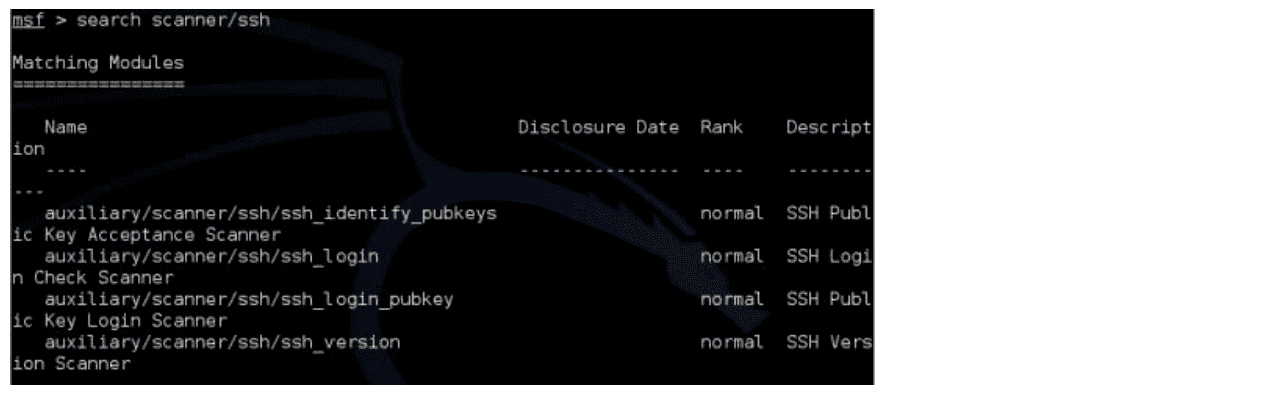 msf > search scanner/ssh
Matching Modules
================
Name Disclosure Date Rank Descript
ion
---- --------------- ---- --------
---
auxiliary/scanner/ssh/ssh_identify_pubkeys normal SSH Publ
ic Key Acceptance Scanner
auxiliary/scanner/ssh/ssh_login normal SSH Logi
n Check Scanner
auxiliary/scanner/ssh/ssh_login_pubkey normal SSH Publ
ic Key Login Scanner
auxiliary/scanner/ssh/ssh_version normal SSH Vers
ion Scanner